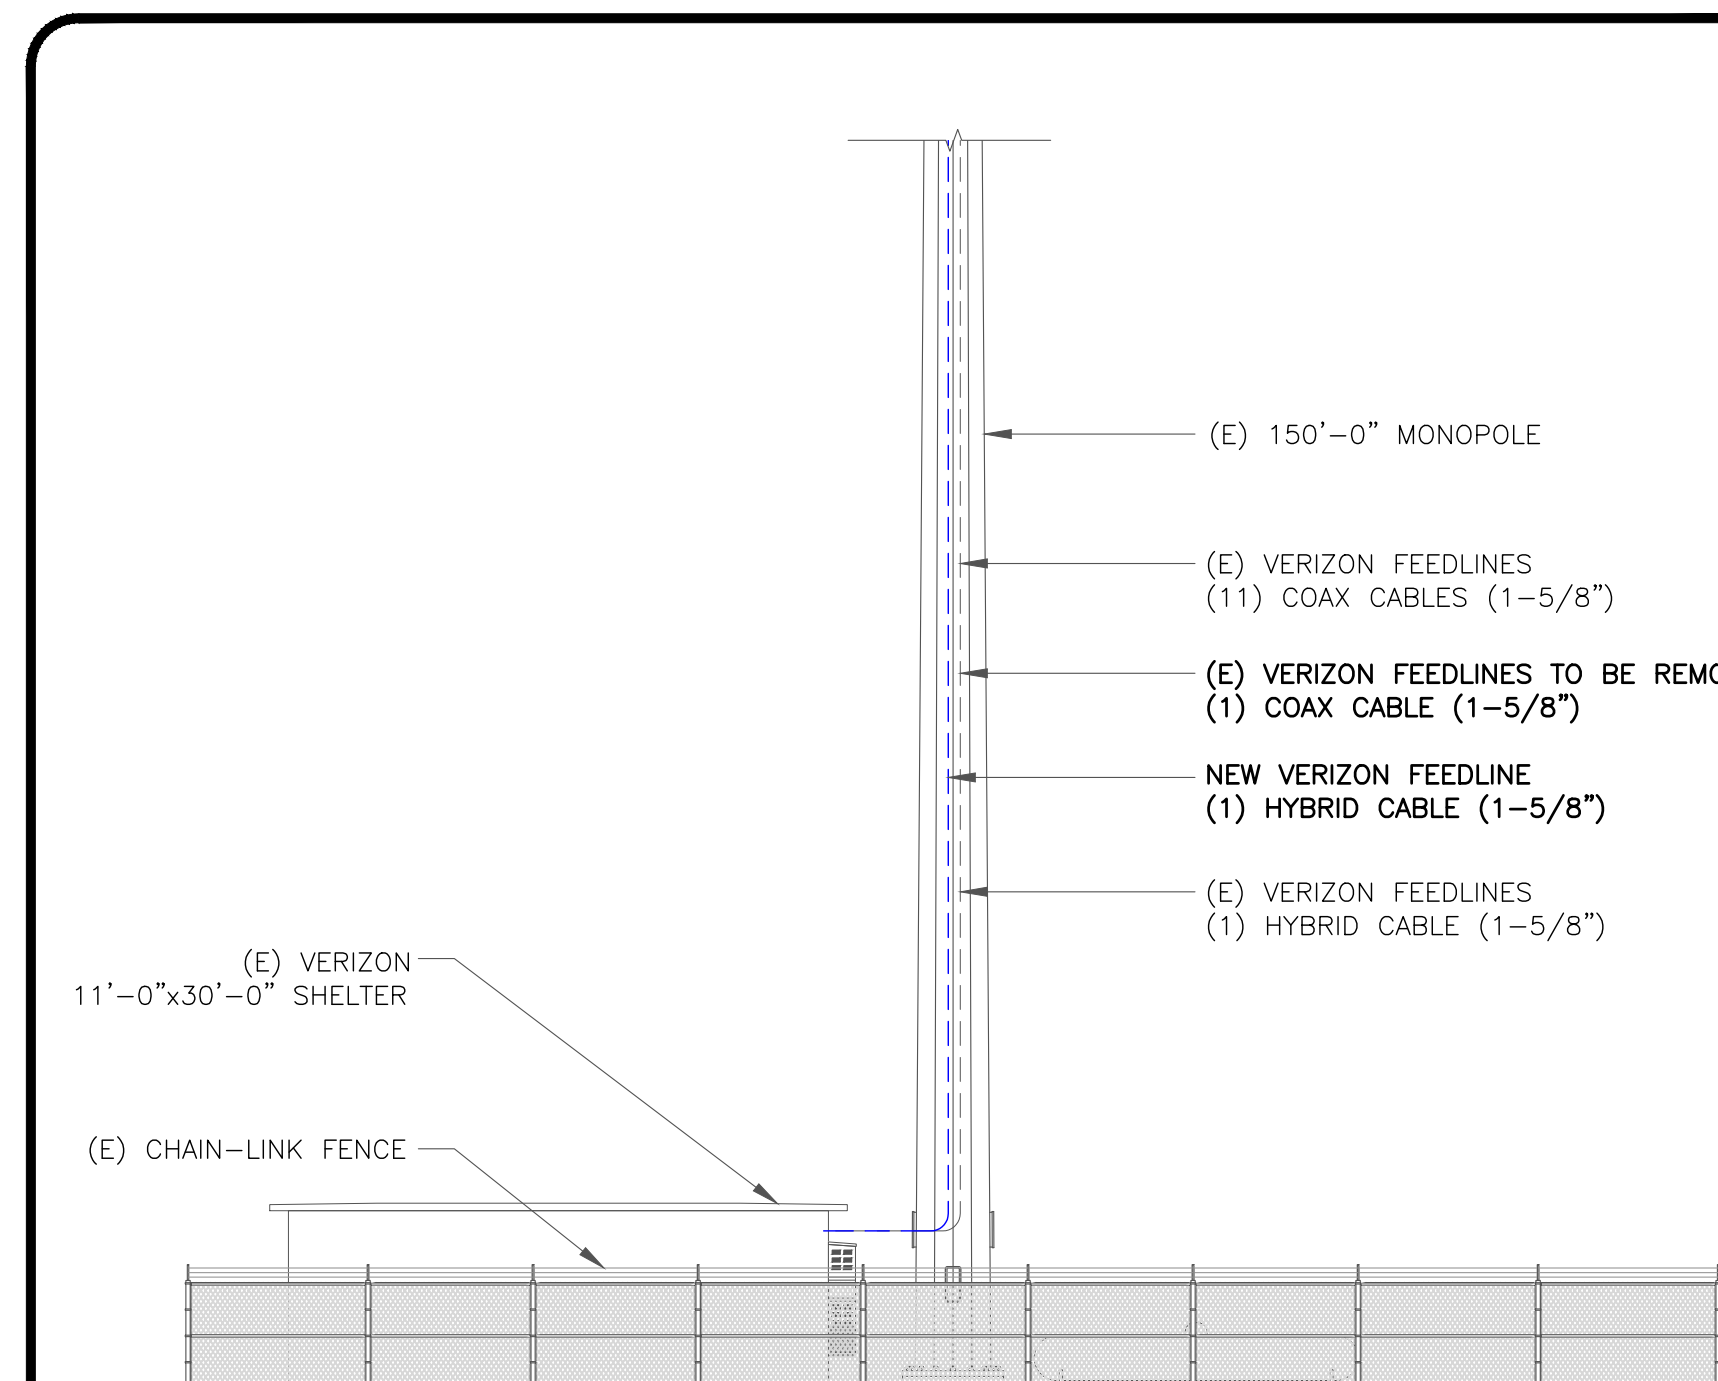 (E) 150'-0" MONOPOLE
(E) VERIZON FEEDLINES
(11) COAX CABLES (1-5/8")
(E) VERIZON FEEDLINES TO BE REMO
(1) COAX CABLE (1-5/8")
NEW VERIZON FEEDLINE
(1) HYBRID CABLE (1-5/8")
(E) VERIZON FEEDLINES
(1) HYBRID CABLE (1-5/8")
(E) VERIZON
11'-0"x30'-0" SHELTER
(E) CHAIN-LINK FENCE